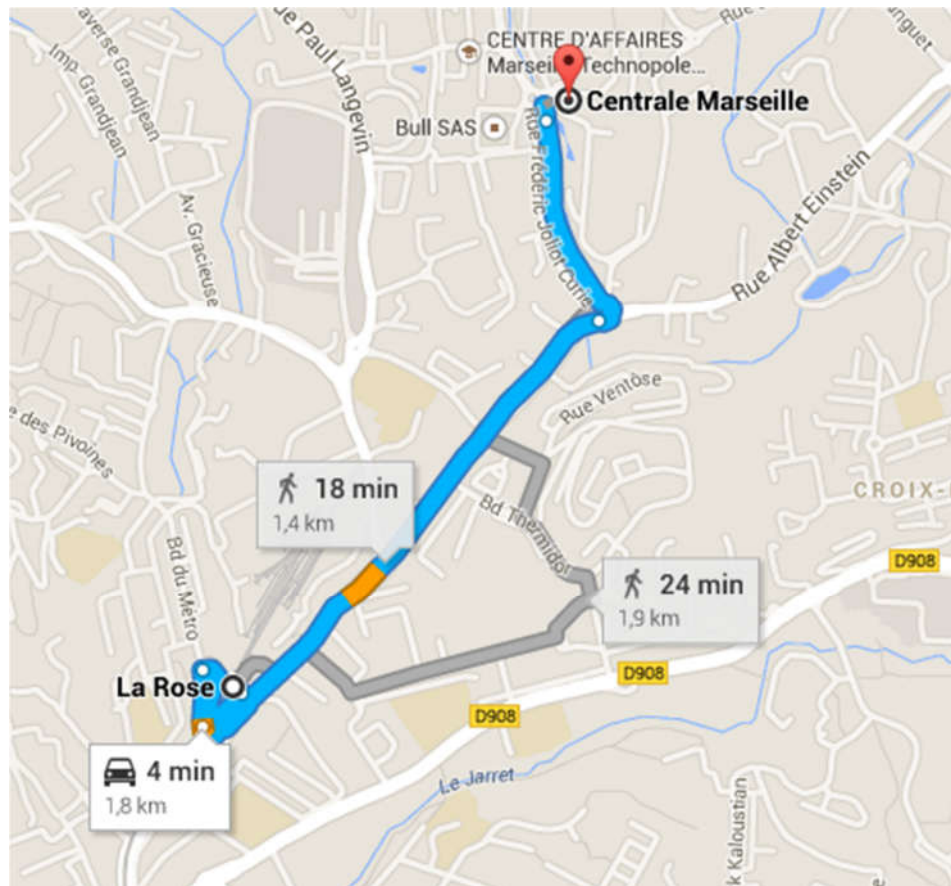 CENTRE D'AFFAIRES
Marseille Technopole...
Centrale Marseille
Bull SAS
Rue Paul Langevin
Imp. Grandjean
Av. Gracieuse
Rue Frédéric Joliot Curie
Rue Albert Einstein
Rue Ventôse
e des Pivoines
18 min
1,4 km
Bd Thermidor
CROIX-
D908
24 min
1,9 km
Bd du Métro
D908
La Rose
D908
4 min
1,8 km
Le Jarret
k Kaloustian